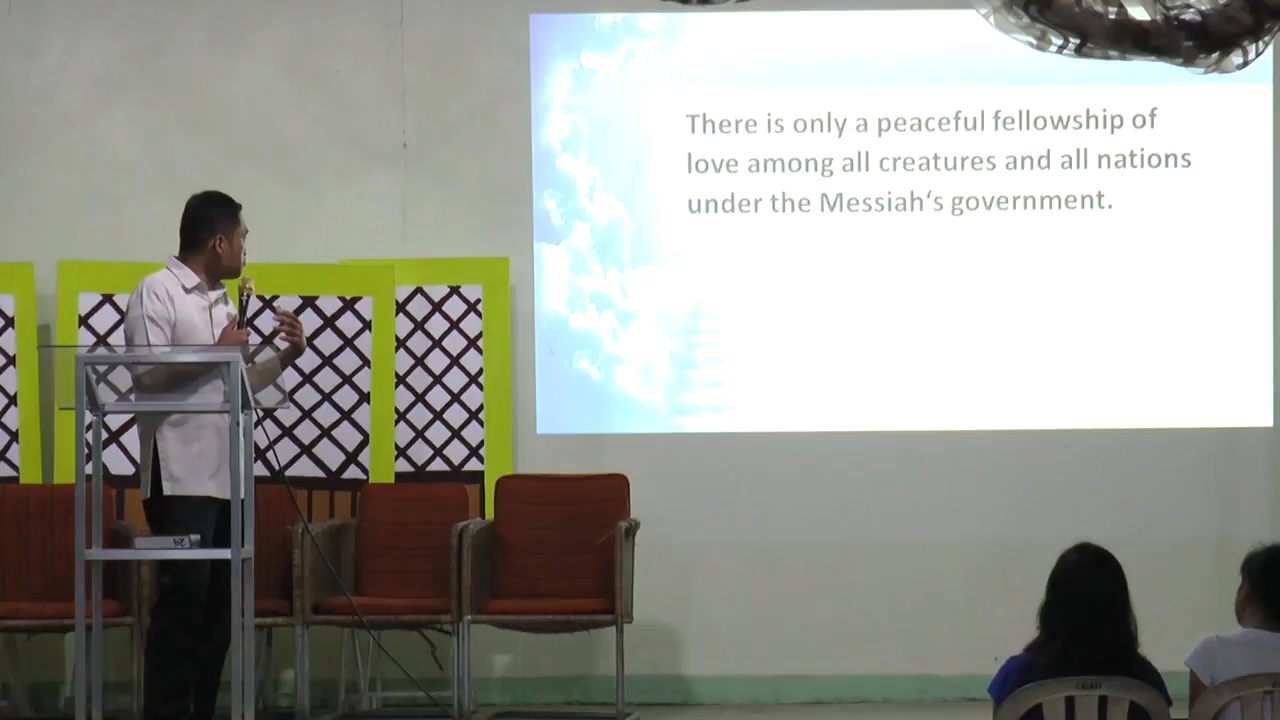 There is only a peaceful fellowship of
love among all creatures and all nations
under the Messiah‘s government.